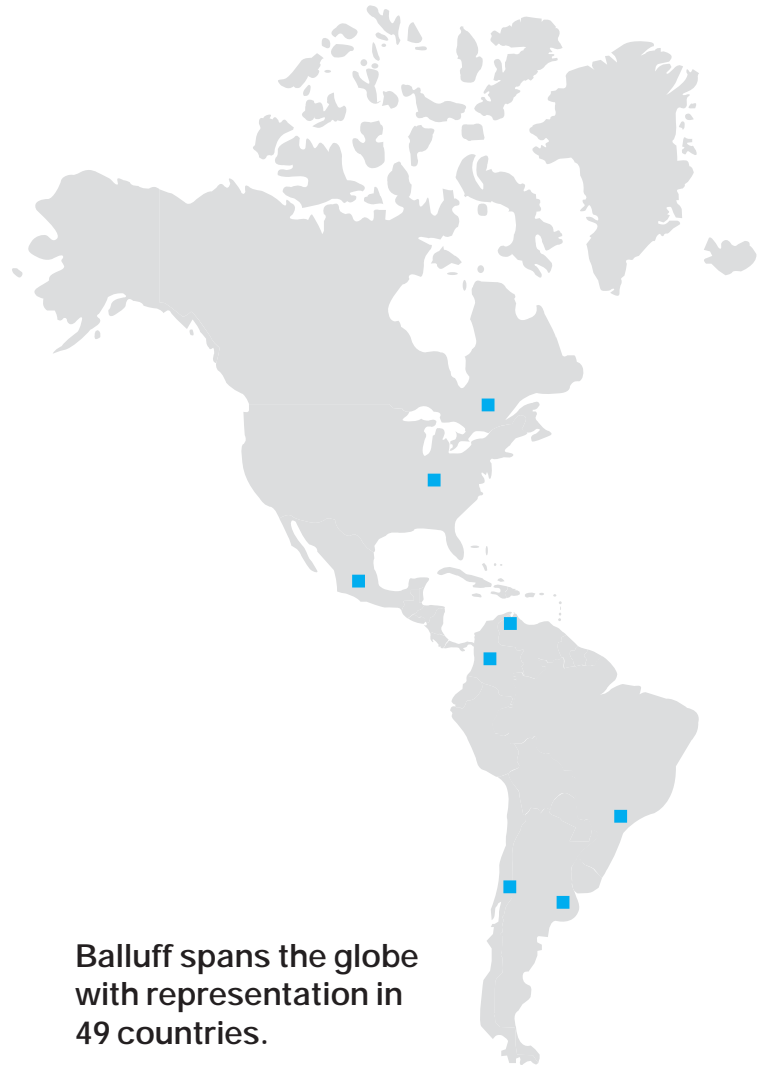 Balluff spans the globe
with representation in
49 countries.